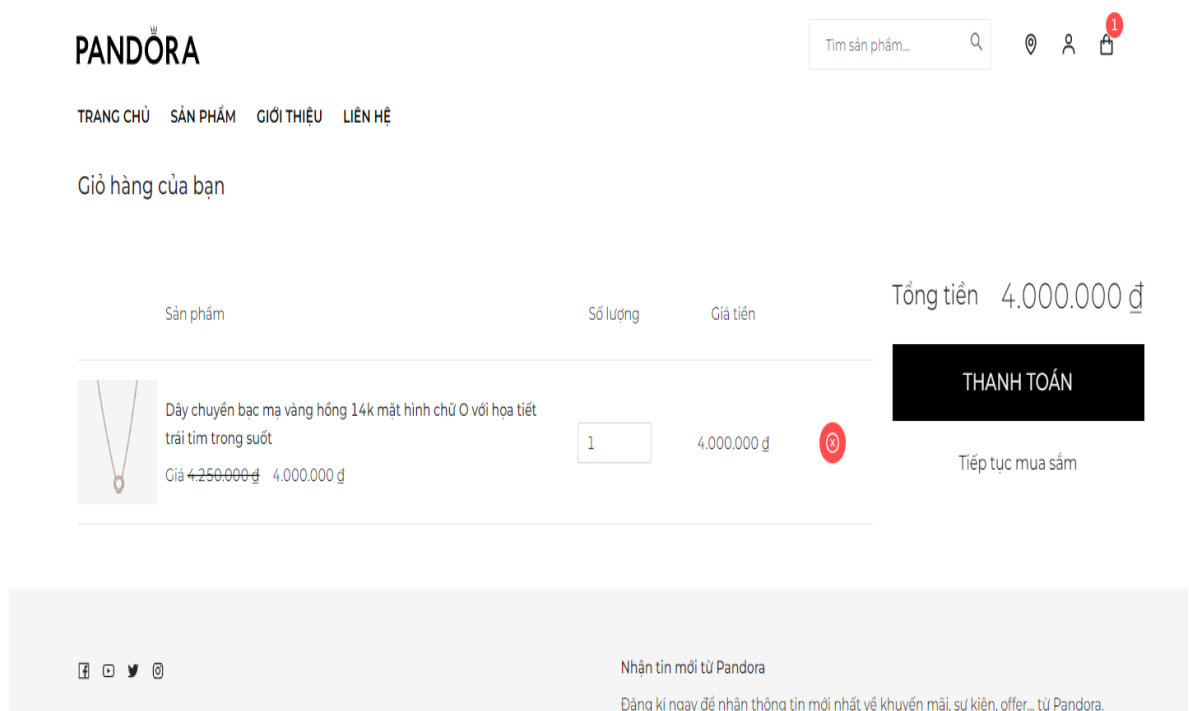 PANDORA
Tìm sản phẩm...
1
TRANG CHỦ SẢN PHẨM GIỚI THIỆU LIÊN HỆ
Giỏ hàng của bạn
Sản phẩm Số lượng Giá tiền
Tổng tiền 4.000.000 ₫
THANH TOÁN
Dây chuyền bạc mạ vàng hồng 14k mặt hình chữ O với họa tiết
trái tim trong suốt
1 4.000.000 ₫
Giá 4.250.000 ₫ 4.000.000 ₫
Tiếp tục mua sắm
Nhận tin mới từ Pandora
Đăng kí ngay để nhận thông tin mới nhất về khuyến mãi, sự kiện, offer... từ Pandora.